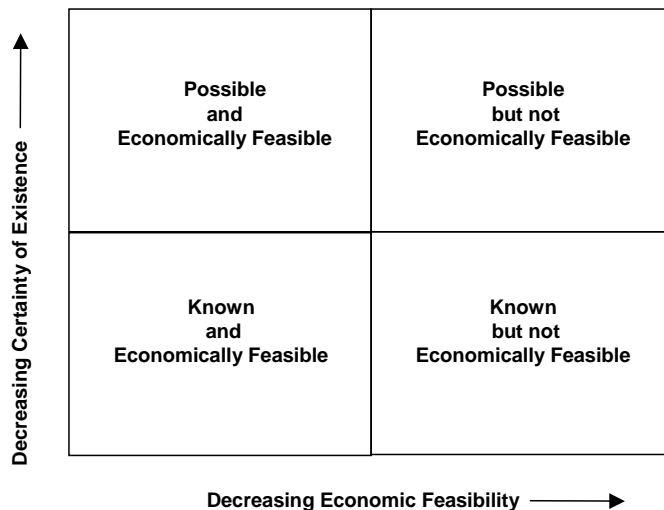 Decreasing Certainty of Existence
Possible
and
Economically Feasible
Possible
but not
Economically Feasible
Known
and
Economically Feasible
Known
but not
Economically Feasible
Decreasing Economic Feasibility